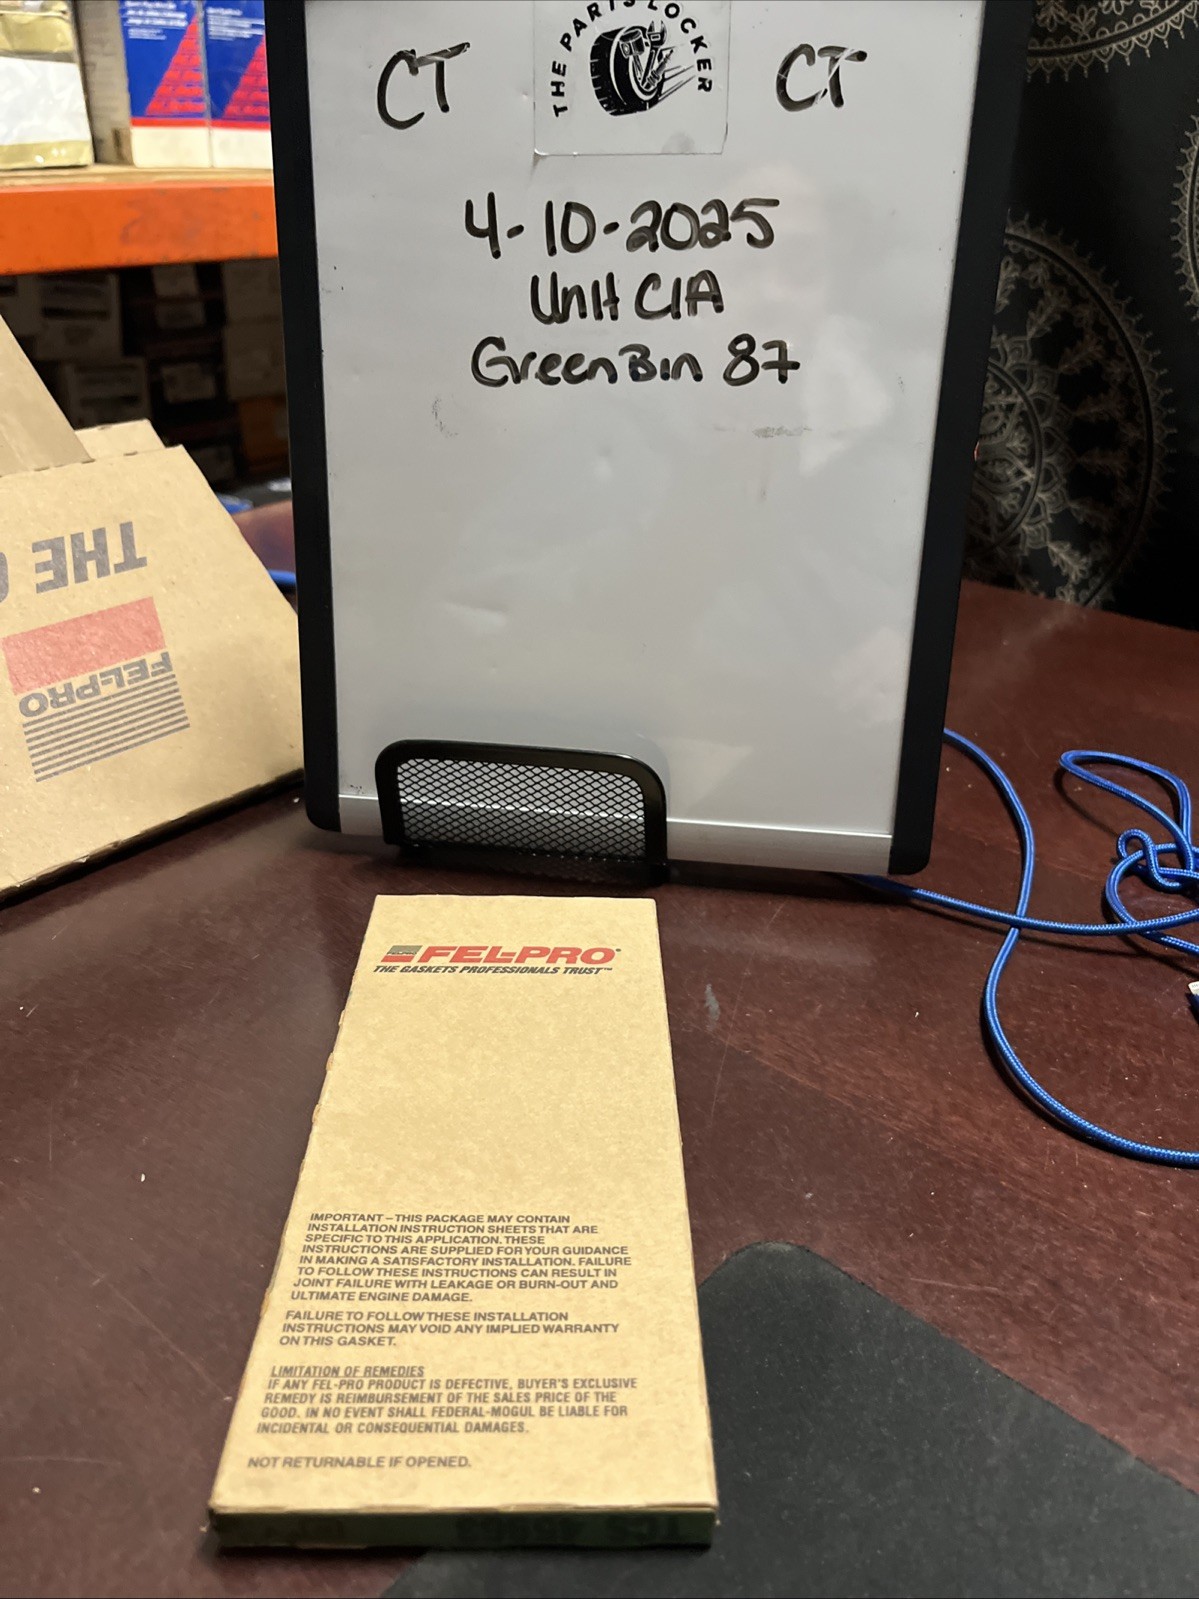 THE PARTS LOCKER
CT
CT
4-10-2025
Unit C1A
Green Bin 87
THE
FEL-PRO
FEL-PRO
THE GASKETS PROFESSIONALS TRUST™
IMPORTANT – THIS PACKAGE MAY CONTAIN
INSTALLATION INSTRUCTION SHEETS THAT ARE
SPECIFIC TO THIS APPLICATION. THESE
INSTRUCTIONS ARE SUPPLIED FOR YOUR GUIDANCE
IN MAKING A SATISFACTORY INSTALLATION. FAILURE
TO FOLLOW THESE INSTRUCTIONS CAN RESULT IN
JOINT FAILURE WITH LEAKAGE OR BURN-OUT AND
ULTIMATE ENGINE DAMAGE.
FAILURE TO FOLLOW THESE INSTALLATION
INSTRUCTIONS MAY VOID ANY IMPLIED WARRANTY
ON THIS GASKET.
LIMITATION OF REMEDIES
IF ANY FEL-PRO PRODUCT IS DEFECTIVE, BUYER'S EXCLUSIVE
REMEDY IS REIMBURSEMENT OF THE SALES PRICE OF THE
GOOD. IN NO EVENT SHALL FEDERAL-MOGUL BE LIABLE FOR
INCIDENTAL OR CONSEQUENTIAL DAMAGES.
NOT RETURNABLE IF OPENED.